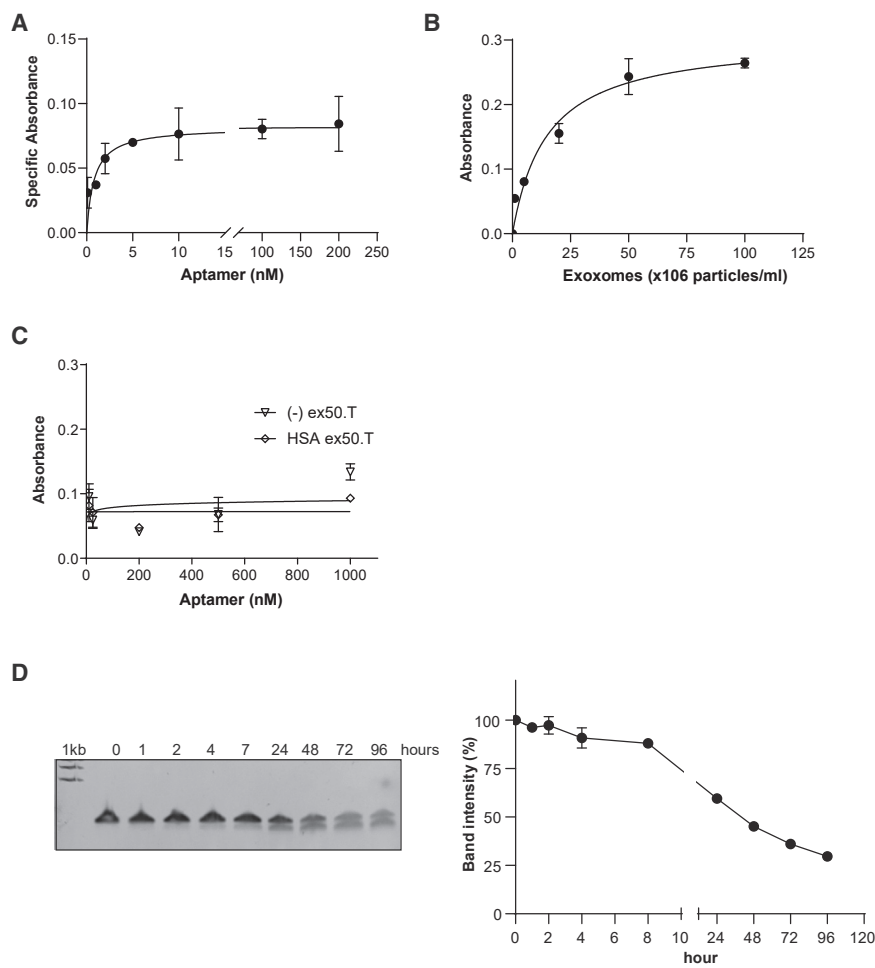 A
0.15
0.10
0.05
0.00
Specific Absorbance
0 5 10 15 100 150 200 250
Aptamer (nM)
B
0.3
0.2
0.1
0.0
Absorbance
0 25 50 75 100 125
Exoxomes (x106 particles/ml)
C
0.3
0.2
0.1
0.0
Absorbance
(-) ex50.T
HSA ex50.T
0 200 400 600 800 1000
Aptamer (nM)
D
1kb 0 1 2 4 7 24 48 72 96 hours
100
75
50
25
0
Band intensity (%)
0 2 4 6 8 10 24 48 72 96 120
hour